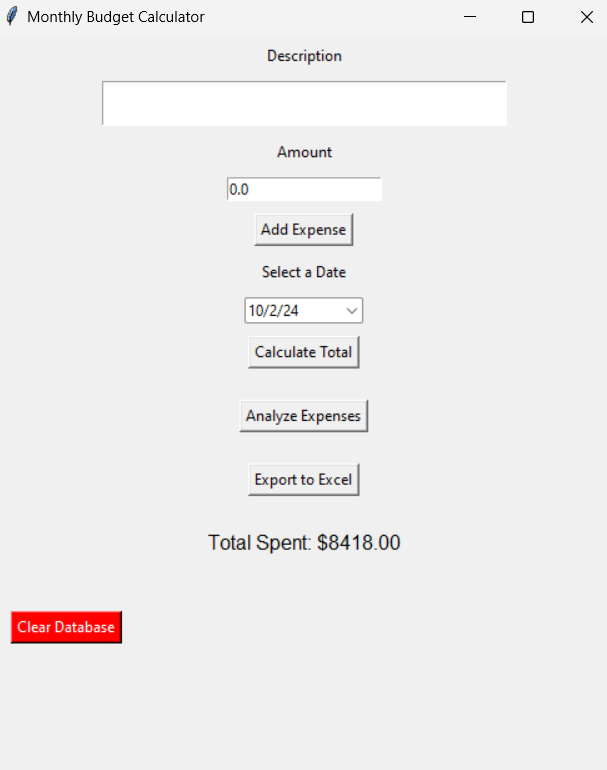 Monthly Budget Calculator
Description
Amount
0.0
Add Expense
Select a Date
10/2/24
Calculate Total
Analyze Expenses
Export to Excel
Total Spent: $8418.00
Clear Database